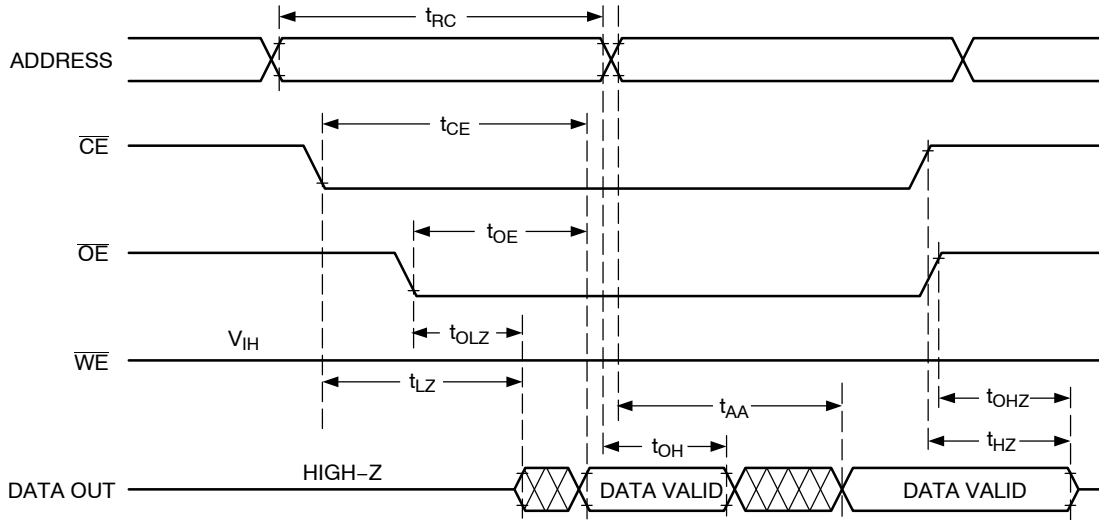 tRC
ADDRESS
CE
tCE
OE
tOE
tOLZ
VIH
WE
tLZ
tAA
tOHZ
tOH
tHZ
HIGH–Z
DATA OUT
DATA VALID
DATA VALID